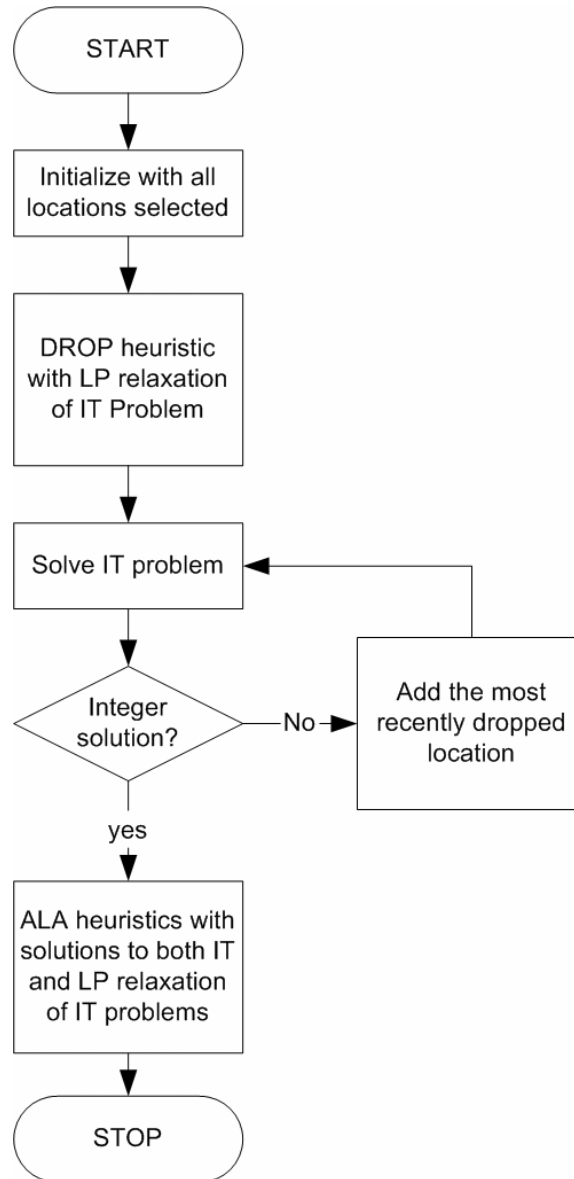 START
Initialize with all
locations selected
DROP heuristic
with LP relaxation
of IT Problem
Solve IT problem
Integer
solution?
No
Add the most
recently dropped
location
yes
ALA heuristics with
solutions to both IT
and LP relaxation
of IT problems
STOP